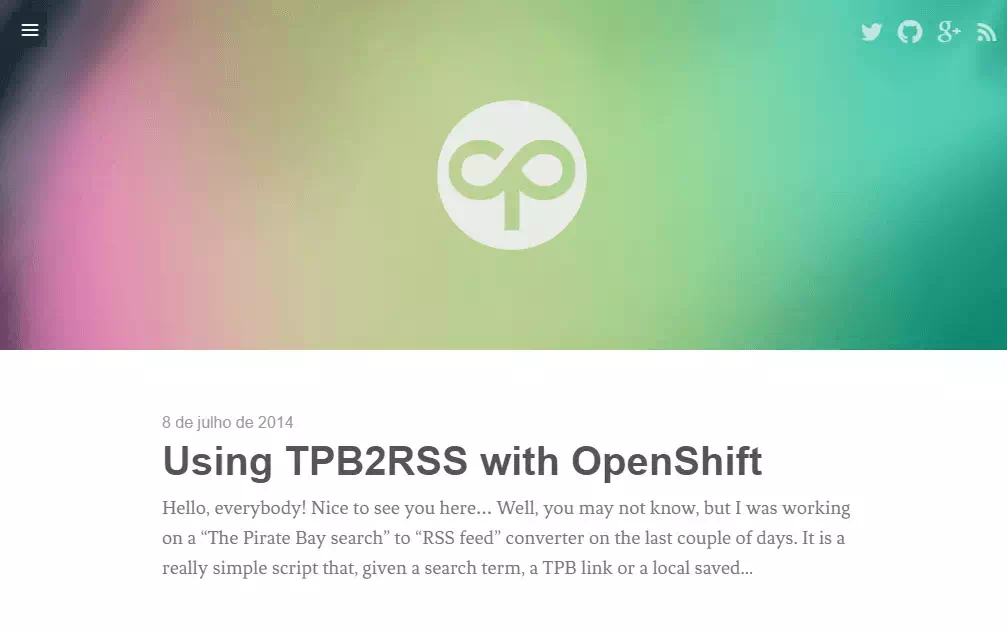 8 de julho de 2014
Using TPB2RSS with OpenShift
Hello, everybody! Nice to see you here… Well, you may not know, but I was working
on a “The Pirate Bay search” to “RSS feed” converter on the last couple of days. It is a
really simple script that, given a search term, a TPB link or a local saved…